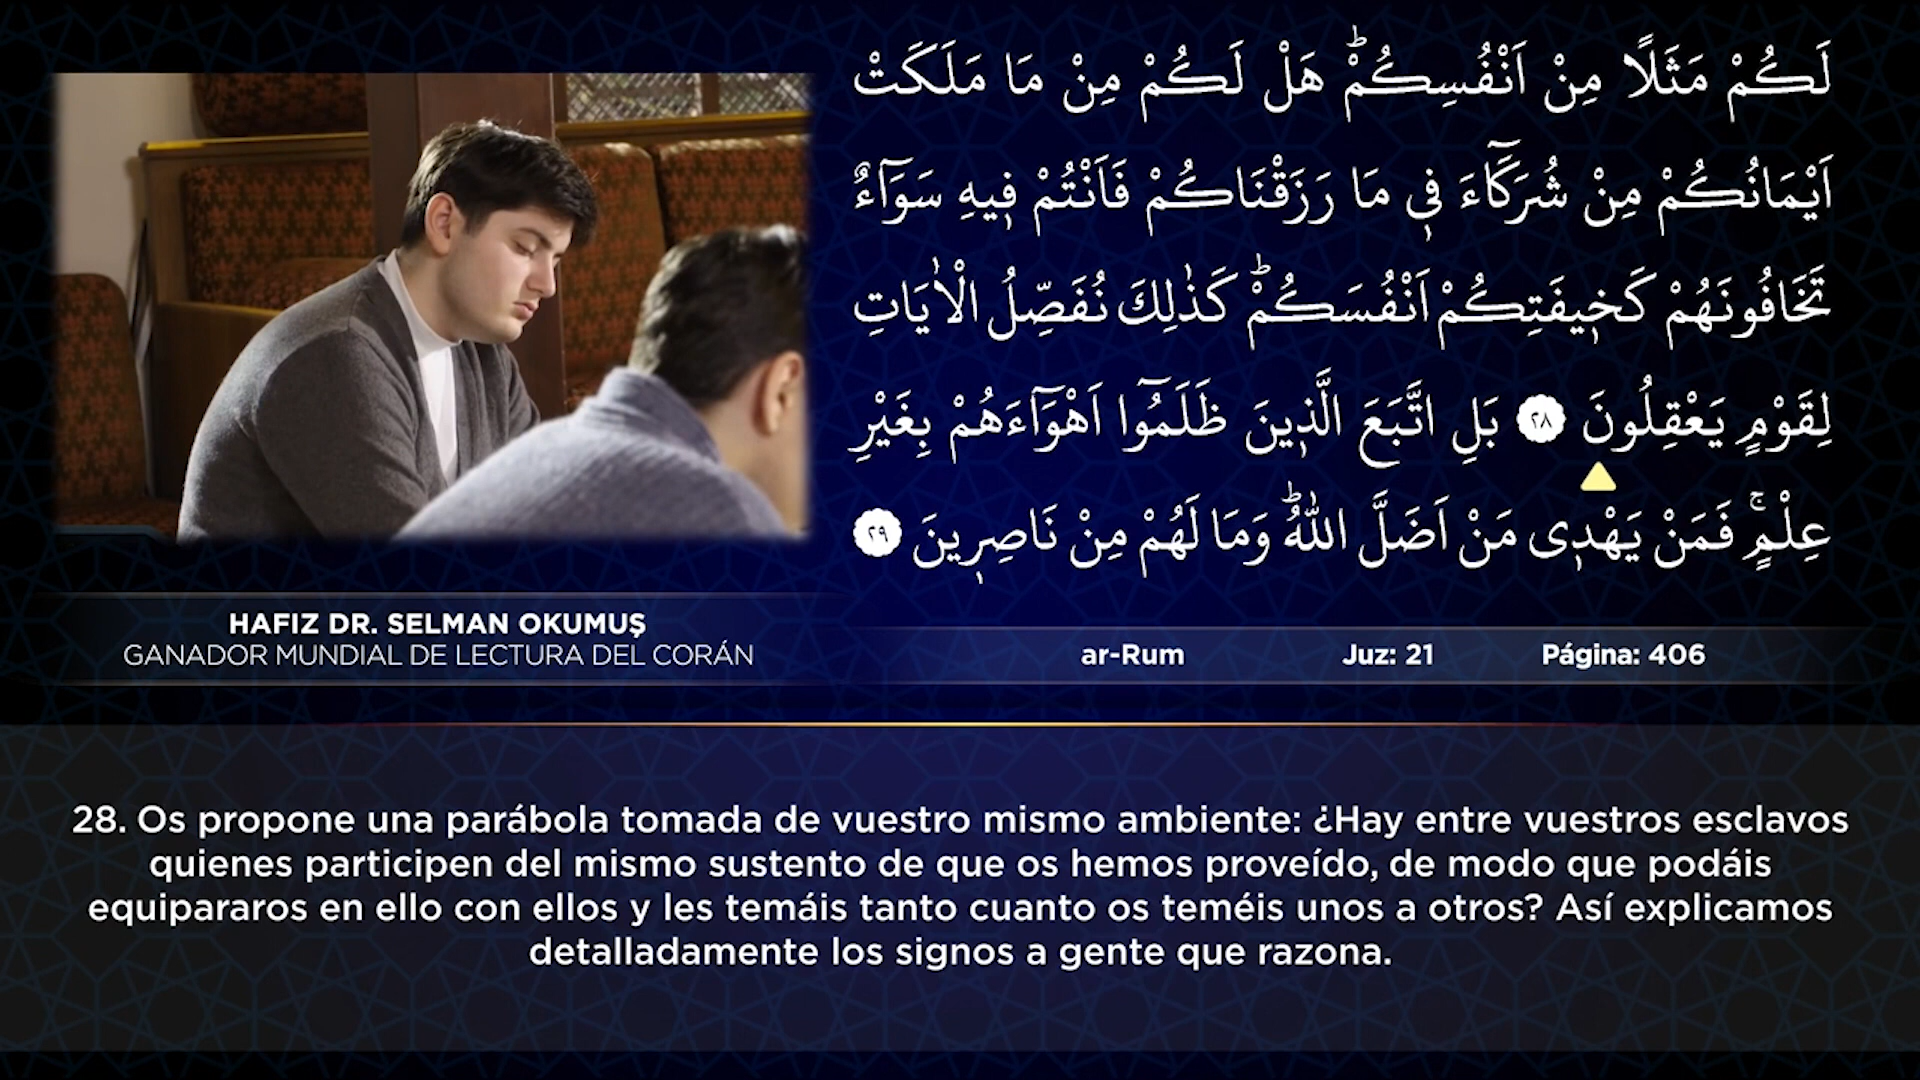 لَكُمْ مَثَلًا مِنْ اَنْفُسِكُمْۜ هَلْ لَكُمْ مِنْ مَا مَلَكَتْ
اَيْمَانُكُمْ مِنْ شُرَكَٓاءَ فٖي مَا رَزَقْنَاكُمْ فَاَنْتُمْ فٖيهِ سَوَٓاءٌ
تَخَافُونَهُمْ كَخٖيفَتِكُمْ اَنْفُسَكُمْۜ كَذٰلِكَ نُفَصِّلُ الْاٰيَاتِ
لِقَوْمٍ يَعْقِلُونَ ٢٨ بَلِ اتَّبَعَ الَّذٖينَ ظَلَمُٓوا اَهْوَٓاءَهُمْ بِغَيْرِ
عِلْمٍۚ فَمَنْ يَهْدٖى مَنْ اَضَلَّ اللّٰهُۜ وَمَا لَهُمْ مِنْ نَاصِرٖينَ ٢٩
HAFIZ DR. SELMAN OKUMUŞ
GANADOR MUNDIAL DE LECTURA DEL CORÁN
ar-Rum Juz: 21 Página: 406
28. Os propone una parábola tomada de vuestro mismo ambiente: ¿Hay entre vuestros esclavos
quienes participen del mismo sustento de que os hemos proveído, de modo que podáis
equipararos en ello con ellos y les temáis tanto cuanto os teméis unos a otros? Así explicamos
detalladamente los signos a gente que razona.